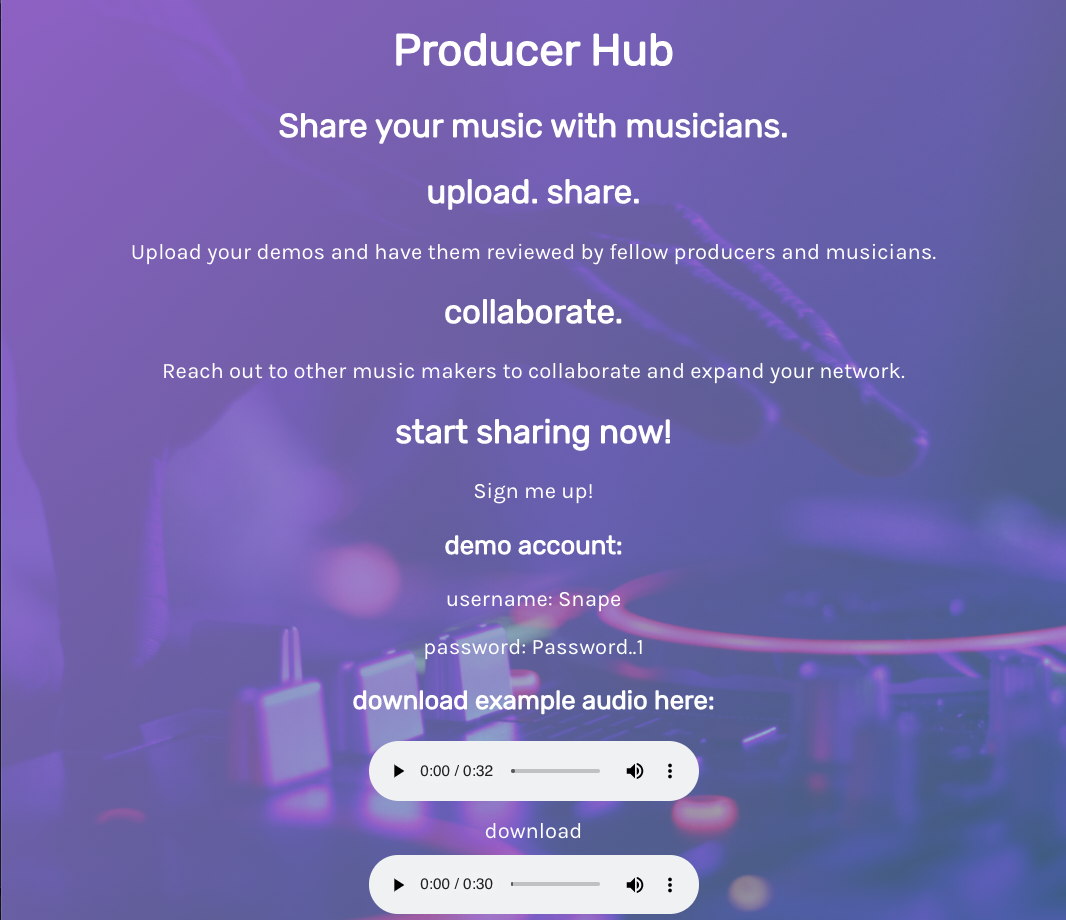 Producer Hub
Share your music with musicians.
upload. share.
Upload your demos and have them reviewed by fellow producers and musicians.
collaborate.
Reach out to other music makers to collaborate and expand your network.
start sharing now!
Sign me up!
demo account:
username: Snape
password: Password..1
download example audio here:
0:00 / 0:32
download
0:00 / 0:30